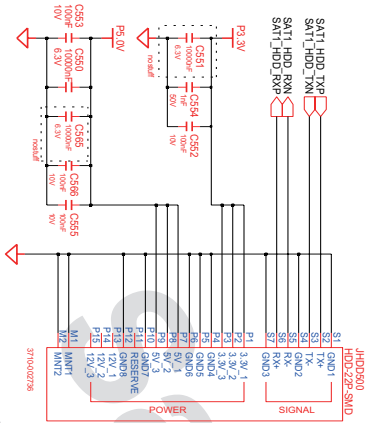 C553
100nF
10V
C550
10000nF
6.3V
P5.0V
C565
10000nF
6.3V
nostuff
C566
100nF
10V
C555
100nF
10V
C551
10000nF
6.3V
nostuff
P3.3V
C554
1nF
50V
C552
100nF
10V
SAT1_HDD_TXP
SAT1_HDD_TXN
SAT1_HDD_RXN
SAT1_HDD_RXP
JHDD500
HDD-22P-SMD
S1 GND1
S2 TX+
S3 TX-
S4 GND2
S5 RX-
S6 RX+
S7 GND3
SIGNAL
P1 3.3V_1
P2 3.3V_2
P3 3.3V_3
P4 GND4
P5 GND5
P6 GND6
P7 5V_1
P8 5V_2
P9 5V_3
P10 GND7
P11 RESERVE
P12 GND8
P13 12V_1
P14 12V_2
P15 12V_3
POWER
M1 MNT1
M2 MNT2
3710-002736